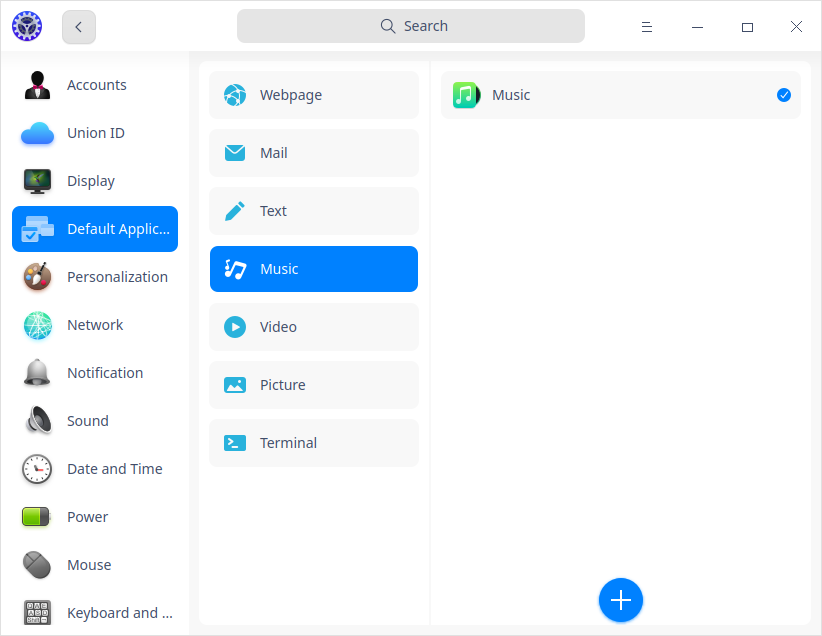 Search
Accounts
Union ID
Display
Default Applic...
Personalization
Network
Notification
Sound
Date and Time
Power
Mouse
Keyboard and ...
Webpage
Mail
Text
Music
Video
Picture
Terminal
Music